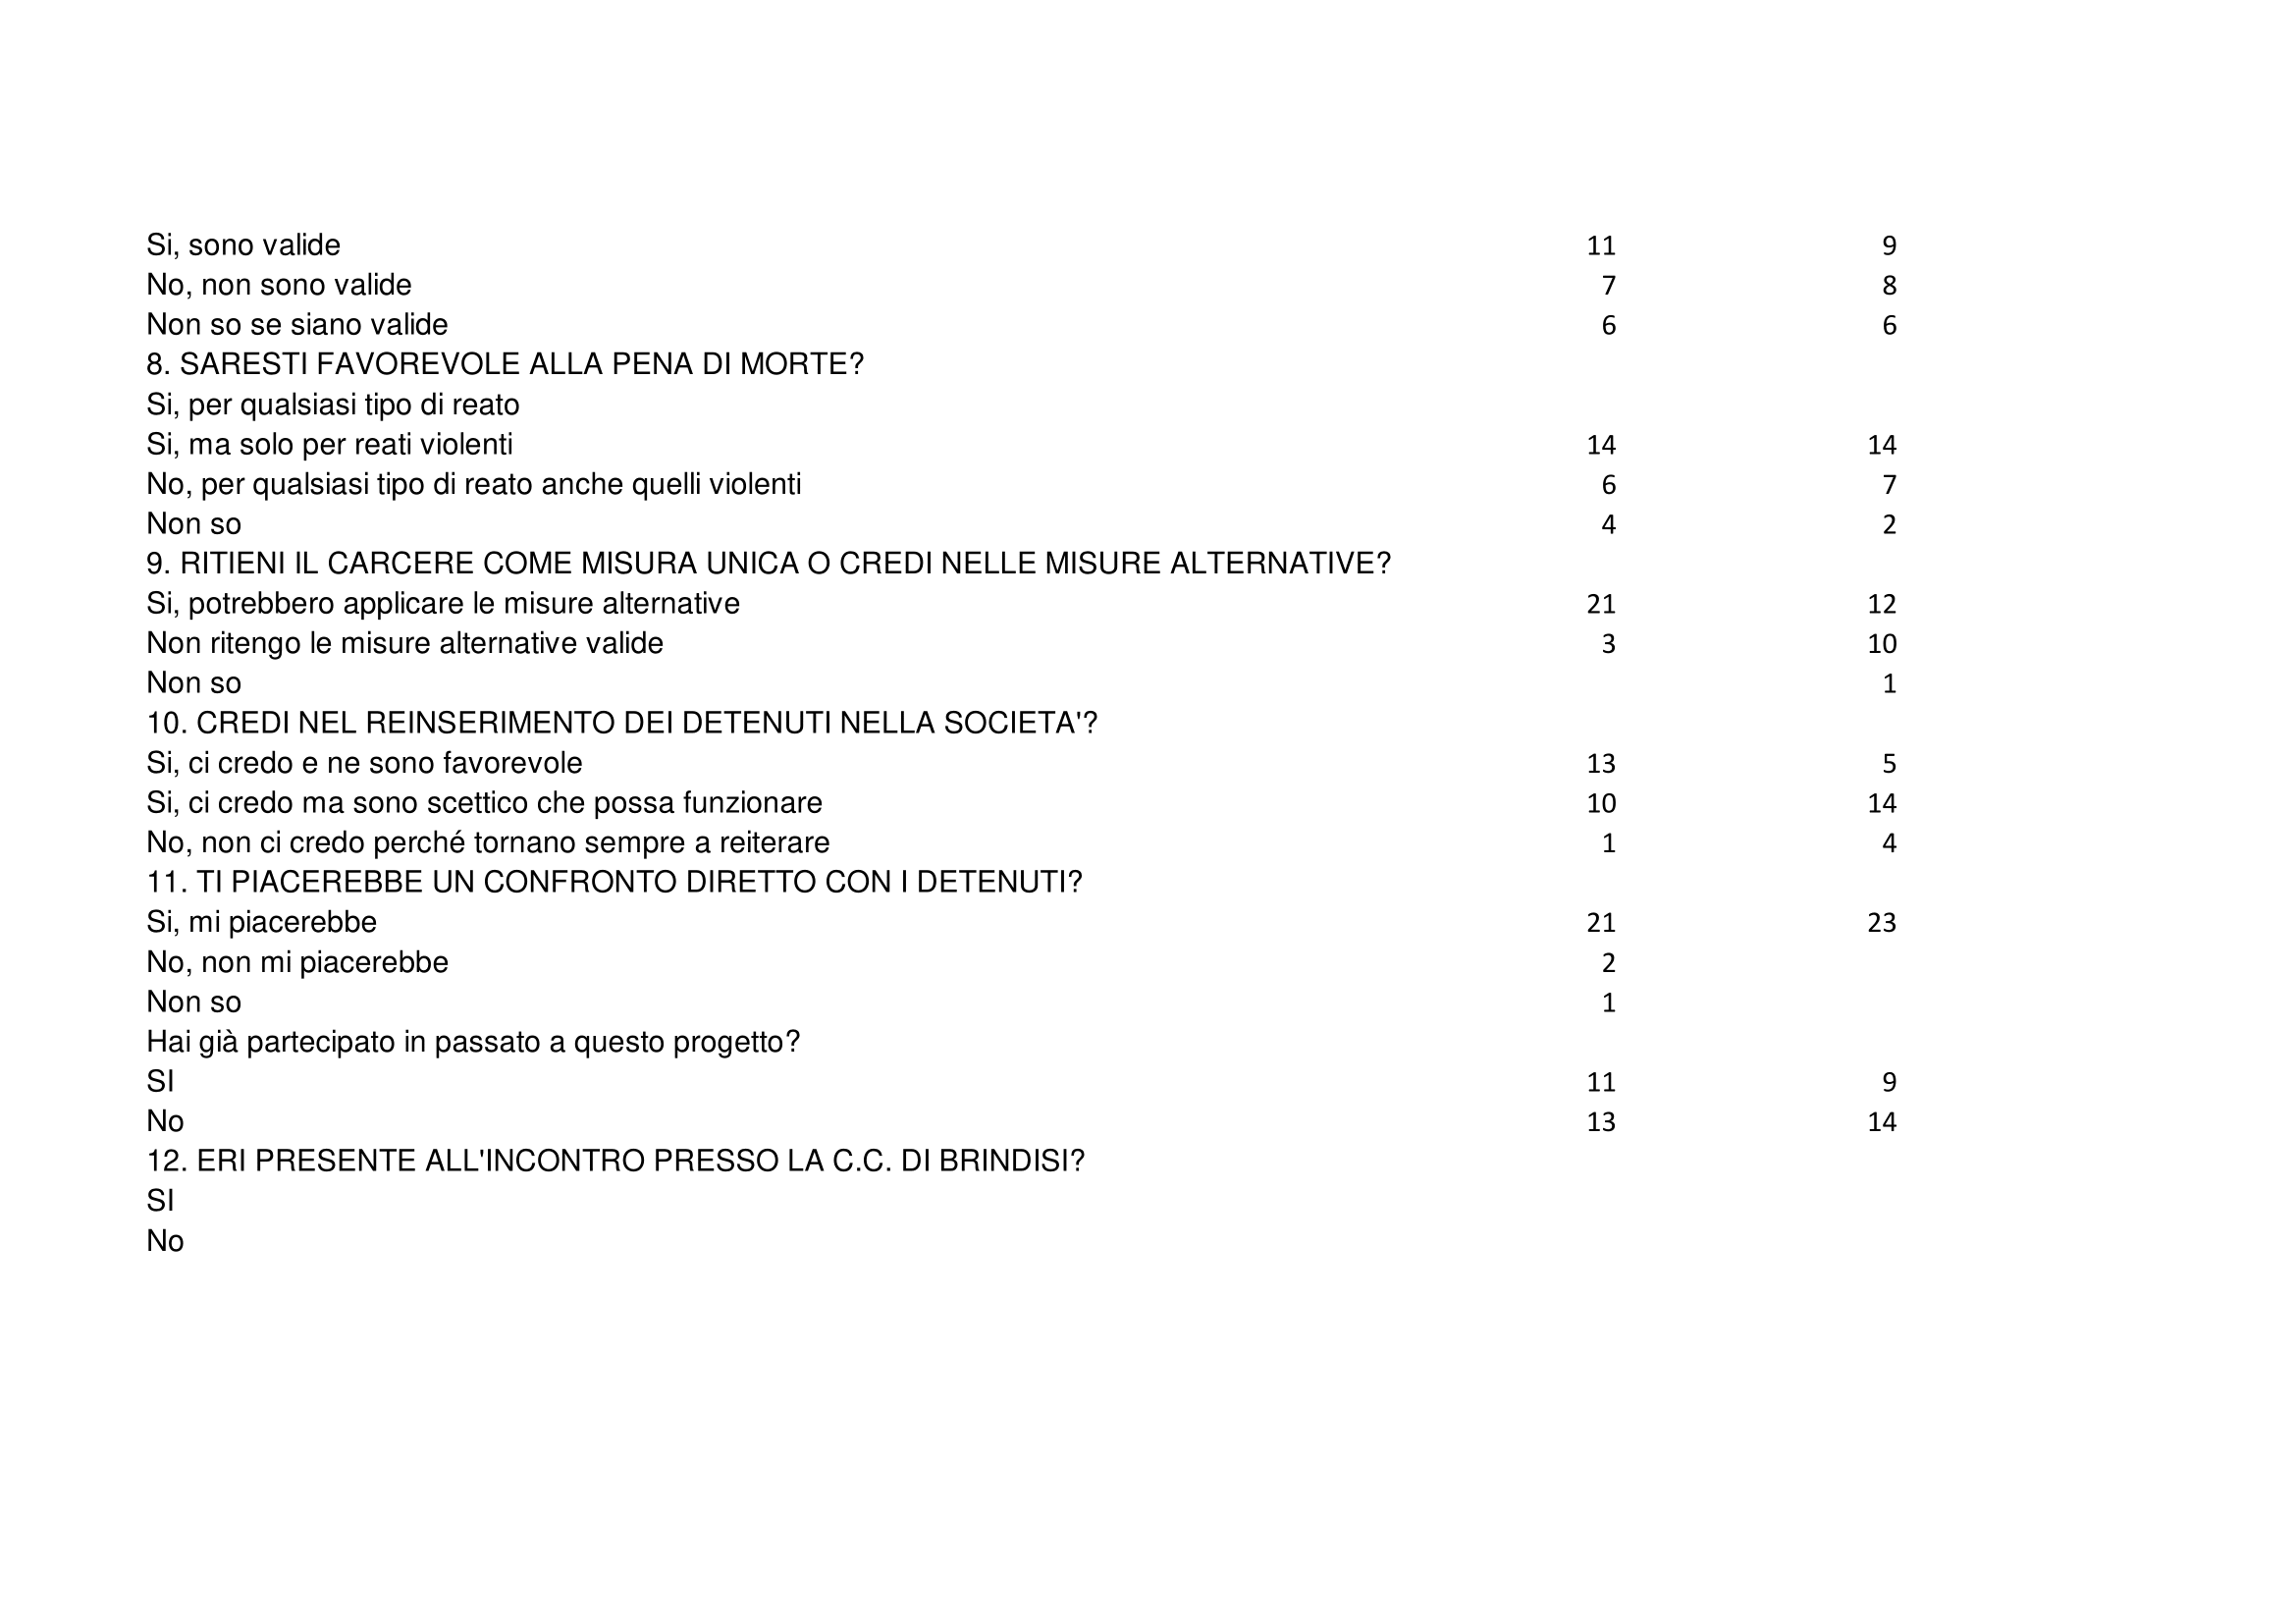 Si, sono valide 11 9
No, non sono valide 7 8
Non so se siano valide 6 6
8. SARESTI FAVOREVOLE ALLA PENA DI MORTE?
Si, per qualsiasi tipo di reato
Si, ma solo per reati violenti 14 14
No, per qualsiasi tipo di reato anche quelli violenti 6 7
Non so 4 2
9. RITIENI IL CARCERE COME MISURA UNICA O CREDI NELLE MISURE ALTERNATIVE?
Si, potrebbero applicare le misure alternative 21 12
Non ritengo le misure alternative valide 3 10
Non so 1
10. CREDI NEL REINSERIMENTO DEI DETENUTI NELLA SOCIETA'?
Si, ci credo e ne sono favorevole 13 5
Si, ci credo ma sono scettico che possa funzionare 10 14
No, non ci credo perché tornano sempre a reiterare 1 4
11. TI PIACEREBBE UN CONFRONTO DIRETTO CON I DETENUTI?
Si, mi piacerebbe 21 23
No, non mi piacerebbe 2
Non so 1
Hai già partecipato in passato a questo progetto?
SI 11 9
No 13 14
12. ERI PRESENTE ALL'INCONTRO PRESSO LA C.C. DI BRINDISI?
SI
No